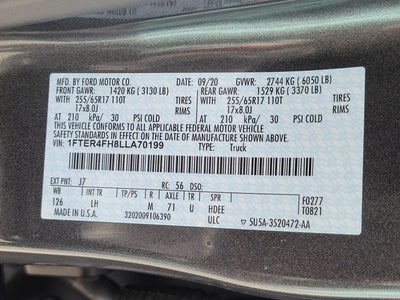 MFD. BY FORD MOTOR CO. 09/20 GVWR: 2744 KG ( 6050 LB)
FRONT GAWR: 1420 KG ( 3130 LB) REAR GAWR: 1529 KG ( 3370 LB)
WITH TIRES WITH TIRES
255/65R17 110T 255/65R17 110T
17x8.0J RIMS 17x8.0J RIMS
AT 210 kPa/ 30 PSI COLD AT 210 kPa/ 30 PSI COLD
THIS VEHICLE CONFORMS TO ALL APPLICABLE FEDERAL MOTOR VEHICLE
SAFETY STANDARDS IN EFFECT ON THE DATE OF MANUFACTURE SHOWN ABOVE.
VIN: 1FTER4FH8LLA70199 TYPE: Truck
EXT PNT: J7 RC: 56 DSO: F0277
WB INT TR TP/PS R AXLE TR SPR T0821
126 LH M 71 U HDEE
MADE IN U.S.A. 3202009106390 ULC 5U5A-3520472-AA